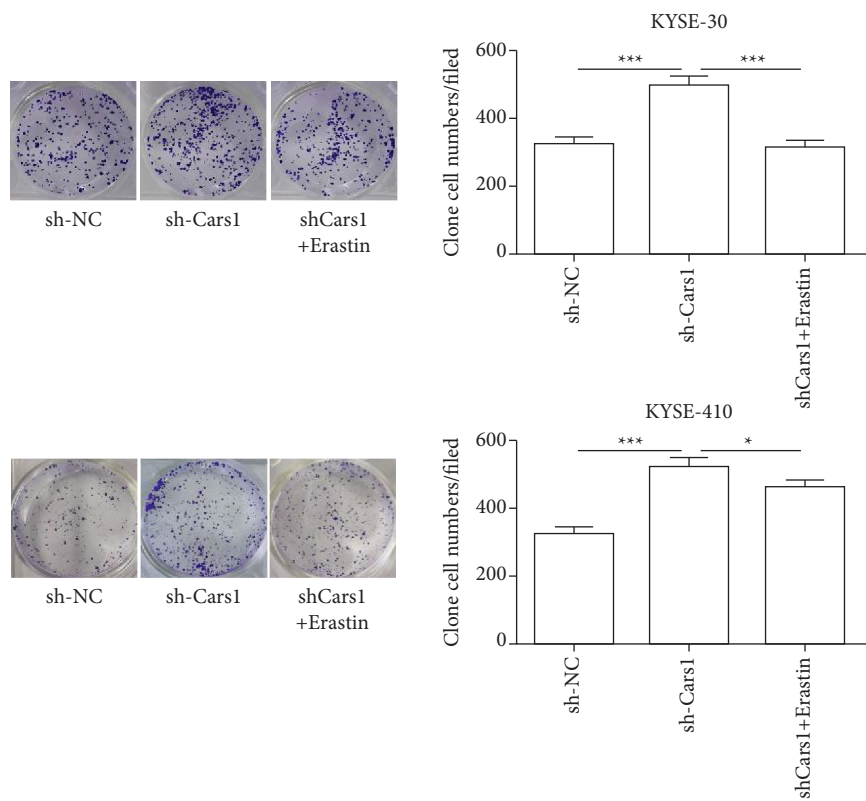 sh-NC
sh-Cars1
shCars1
+Erastin
KYSE-30
600
400
200
0
Clone cell numbers/filed
***
***
sh-NC
sh-Cars1
shCars1+Erastin
sh-NC
sh-Cars1
shCars1
+Erastin
KYSE-410
600
400
200
0
Clone cell numbers/filed
***
*
sh-NC
sh-Cars1
shCars1+Erastin